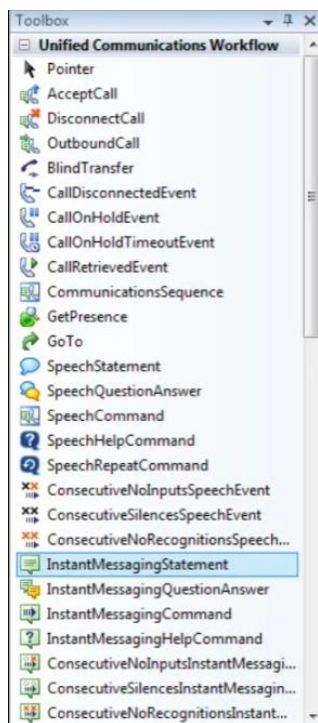 Toolbox
Unified Communications Workflow
Pointer
AcceptCall
DisconnectCall
OutboundCall
BlindTransfer
CallDisconnectedEvent
CallOnHoldEvent
CallOnHoldTimeoutEvent
CallRetrievedEvent
CommunicationsSequence
GetPresence
GoTo
SpeechStatement
SpeechQuestionAnswer
SpeechCommand
SpeechHelpCommand
SpeechRepeatCommand
ConsecutiveNoInputsSpeechEvent
ConsecutiveSilencesSpeechEvent
ConsecutiveNoRecognitionsSpeech...
InstantMessagingStatement
InstantMessagingQuestionAnswer
InstantMessagingCommand
InstantMessagingHelpCommand
ConsecutiveNoInputsInstantMessagi...
ConsecutiveSilencesInstantMessagin...
ConsecutiveNoRecognitionsInstant...